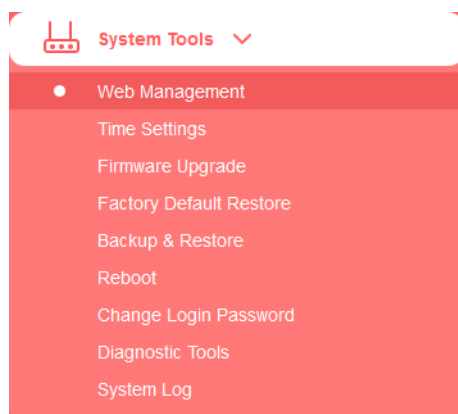 System Tools
Web Management
Time Settings
Firmware Upgrade
Factory Default Restore
Backup & Restore
Reboot
Change Login Password
Diagnostic Tools
System Log